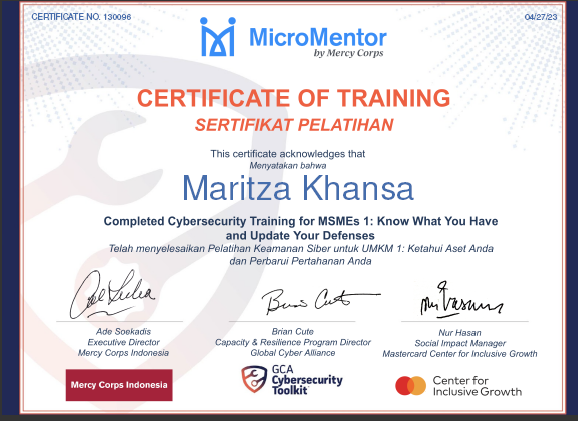 CERTIFICATE NO. 130096
04/27/23
MicroMentor
by Mercy Corps
CERTIFICATE OF TRAINING
SERTIFIKAT PELATIHAN
This certificate acknowledges that
Menyatakan bahwa
Maritza Khansa
Completed Cybersecurity Training for MSMEs 1: Know What You Have
and Update Your Defenses
Telah menyelesaikan Pelatihan Keamanan Siber untuk UMKM 1: Ketahui Aset Anda
dan Perbarui Pertahanan Anda
Ade Soekadis
Executive Director
Mercy Corps Indonesia
Brian Cute
Capacity & Resilience Program Director
Global Cyber Alliance
Nur Hasan
Social Impact Manager
Mastercard Center for Inclusive Growth
Mercy Corps Indonesia
GCA
Cybersecurity
Toolkit
Center for
Inclusive Growth